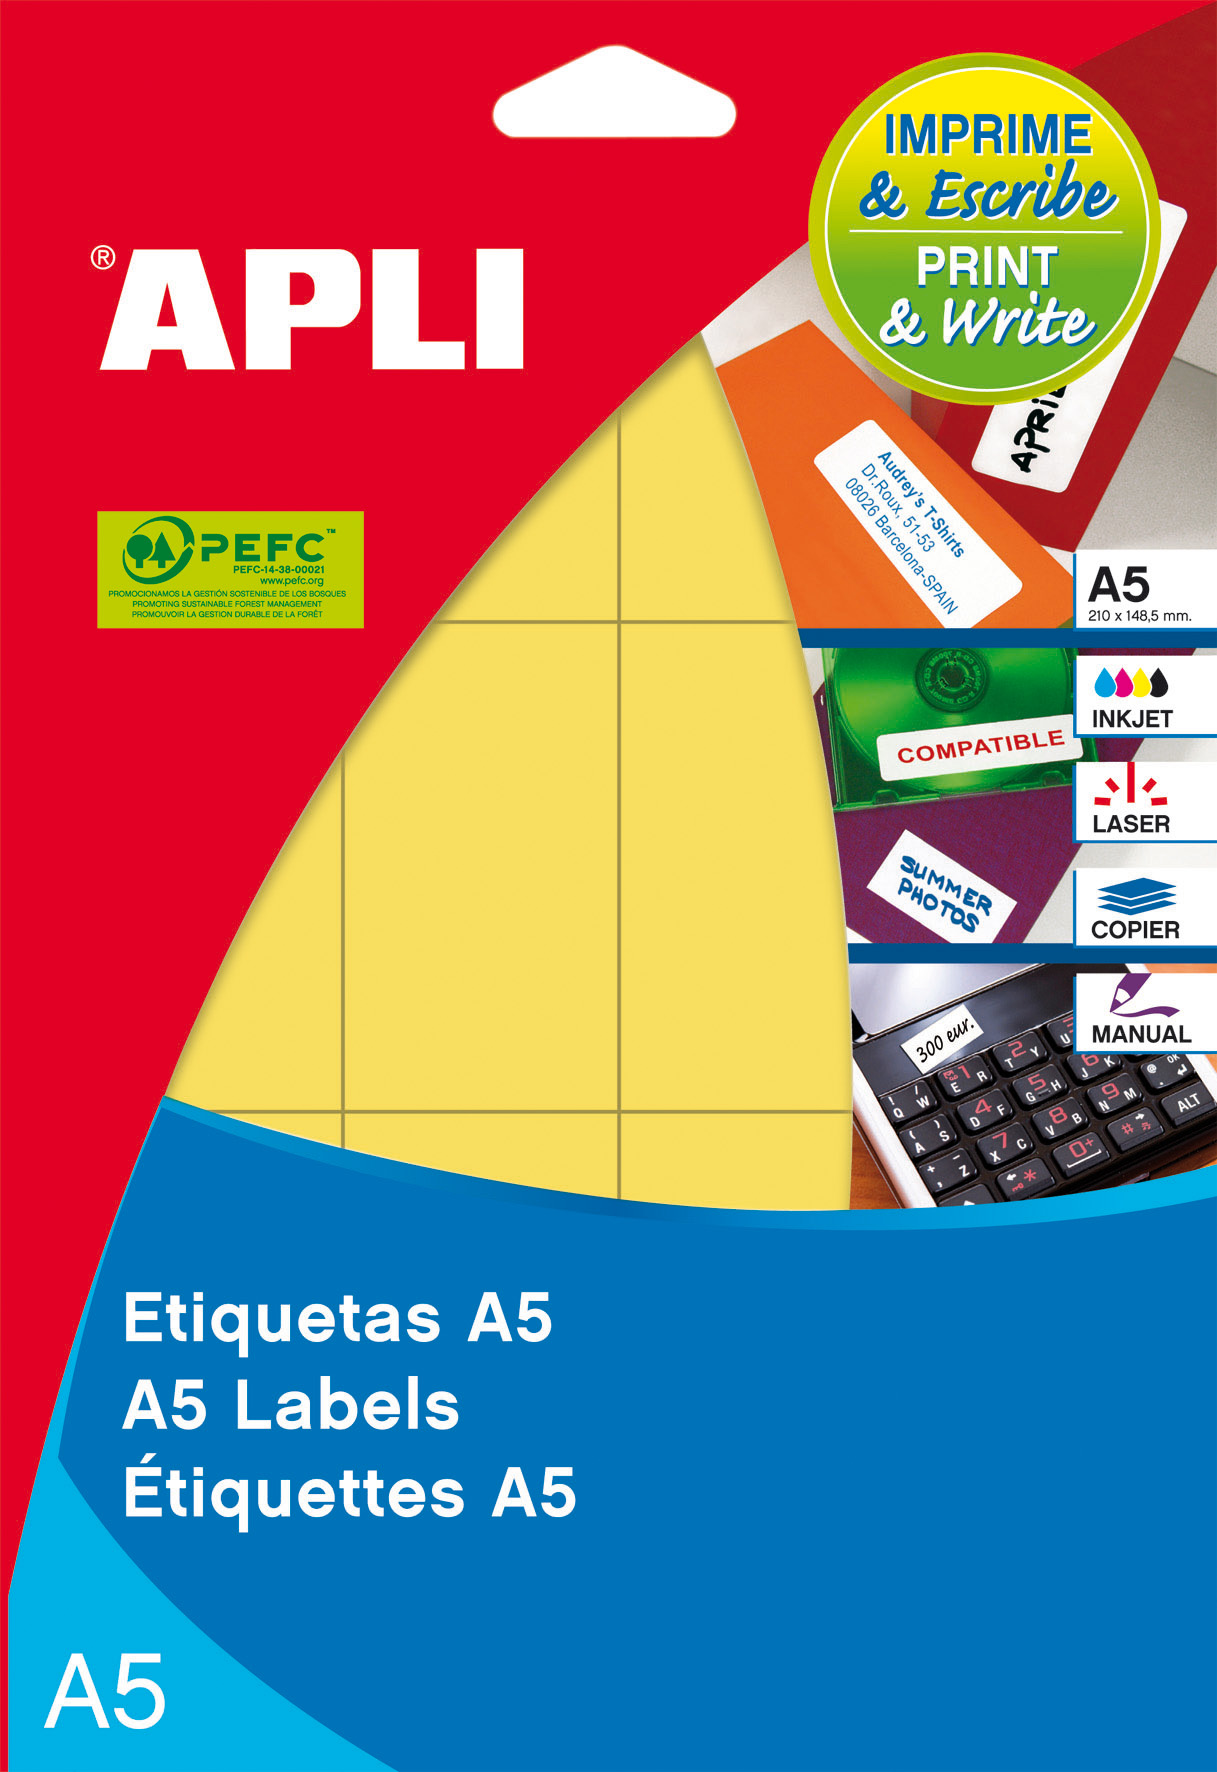 IMPRIME
& Escribe
PRINT
& Write
® APLI
APRIL
Audrey's T-Shirts
Dr.Roux, 51-53
08026 Barcelona-SPAIN
PEFC™
PEFC-14-38-00021
www.pefc.org
PROMOCIONAMOS LA GESTIÓN SOSTENIBLE DE LOS BOSQUES
PROMOTING SUSTAINABLE FOREST MANAGEMENT
PROMOUVOIR LA GESTION DURABLE DE LA FORÊT
A5
210 x 148,5 mm.
INKJET
COMPATIBLE
LASER
SUMMER
PHOTOS
COPIER
MANUAL
300 eur.
Etiquetas A5
A5 Labels
Étiquettes A5
A5